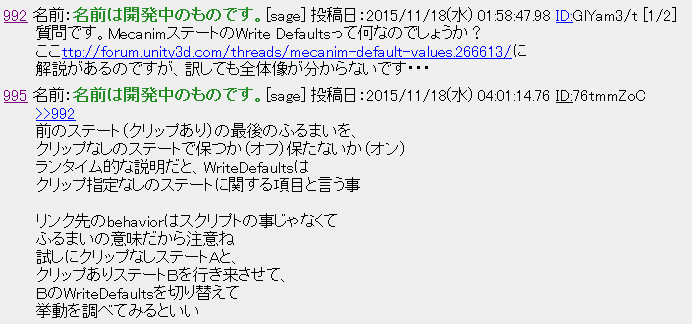 992 名前：名前は開発中のものです。[sage] 投稿日：2015/11/18(水) 01:58:47.98 ID:GIYam3/t [1/2]
質問です。MecanimステートのWrite Defaultsって何なのでしょうか？
ここttp://forum.unity3d.com/threads/mecanim-default-values.266613/に
解説があるのですが、訳しても全体像が分からないです・・・
995 名前：名前は開発中のものです。[sage] 投稿日：2015/11/18(水) 04:01:14.76 ID:76tmmZoC
>>992
前のステート（クリップあり）の最後のふるまいを、
クリップなしのステートで保つか（オフ）保たないか（オン）
ランタイム的な説明だと、WriteDefaultsは
クリップ指定なしのステートに関する項目と言う事
リンク先のbehaviorはスクリプトの事じゃなくて
ふるまいの意味だから注意ね
試しにクリップなしステートAと、
クリップありステートBを行き来させて、
BのWriteDefaultsを切り替えて
挙動を調べてみるといい